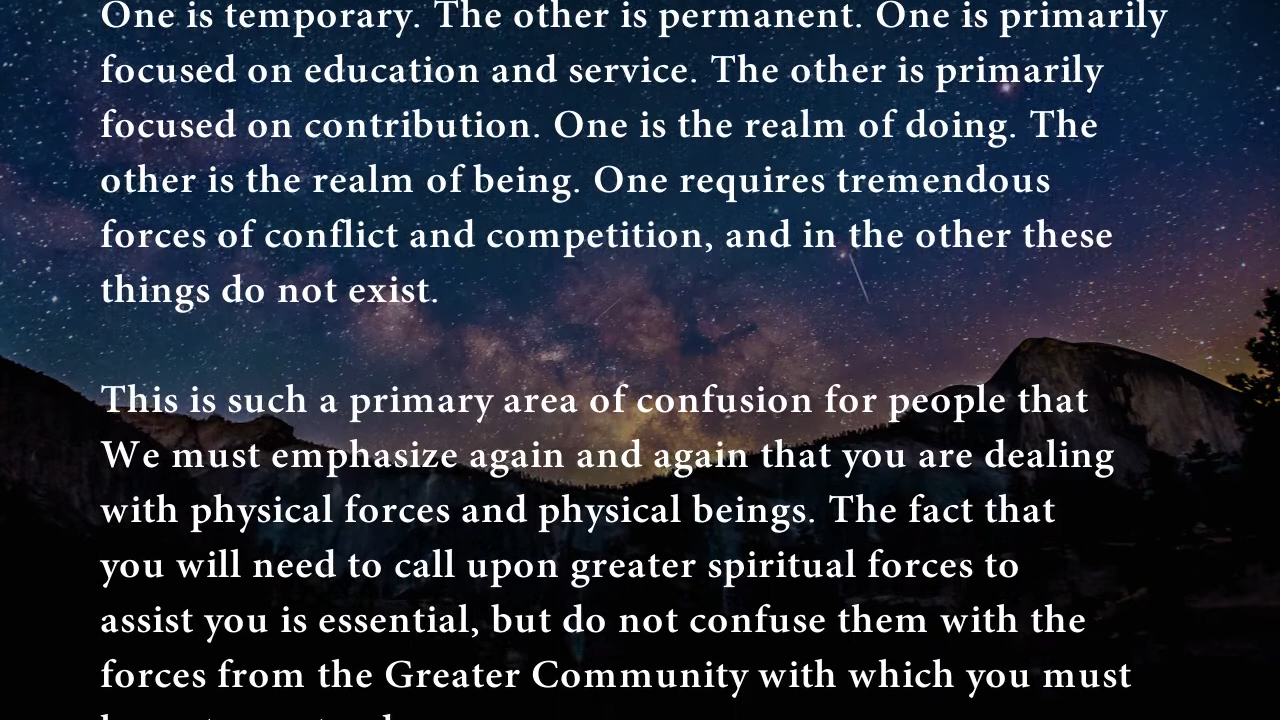 One is temporary. The other is permanent. One is primarily
focused on education and service. The other is primarily
focused on contribution. One is the realm of doing. The
other is the realm of being. One requires tremendous
forces of conflict and competition, and in the other these
things do not exist.
This is such a primary area of confusion for people that
We must emphasize again and again that you are dealing
with physical forces and physical beings. The fact that
you will need to call upon greater spiritual forces to
assist you is essential, but do not confuse them with the
forces from the Greater Community with which you must